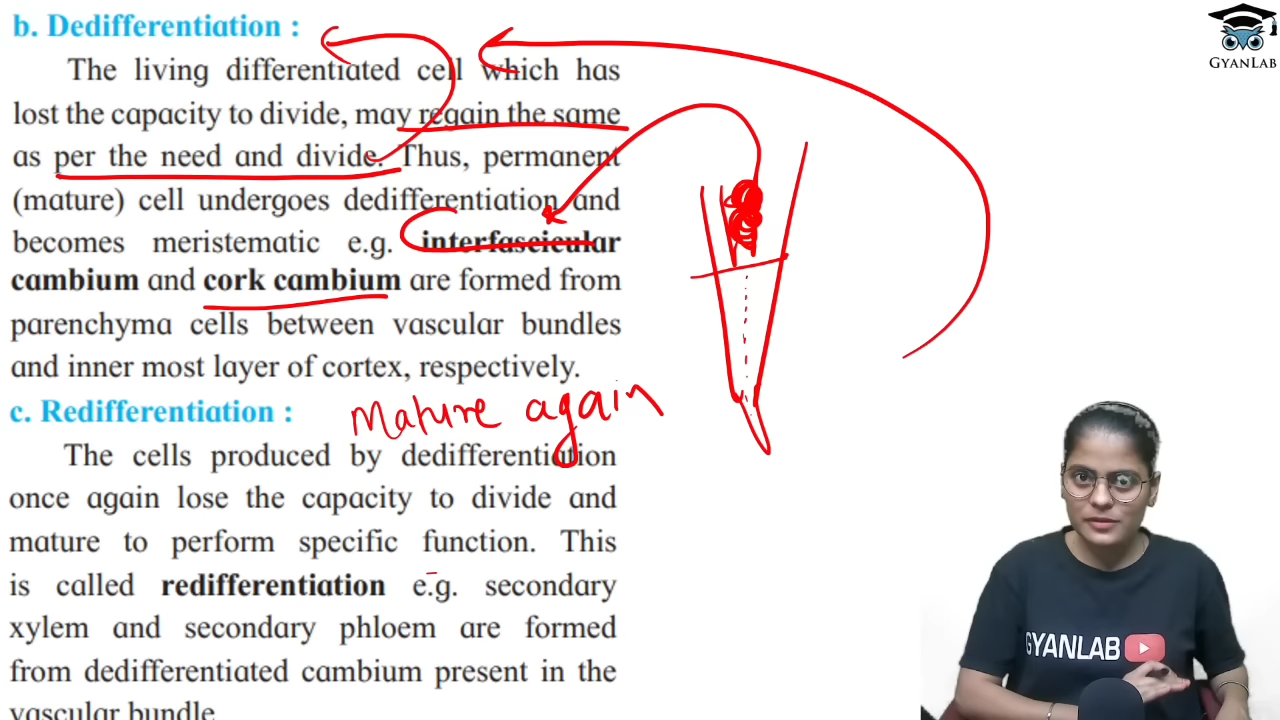 b. Dedifferentiation :
The living differentiated cell which has
lost the capacity to divide, may regain the same
as per the need and divide. Thus, permanent
(mature) cell undergoes dedifferentiation and
becomes meristematic e.g. interfascicular
cambium and cork cambium are formed from
parenchyma cells between vascular bundles
and inner most layer of cortex, respectively.
c. Redifferentiation :
Mature again
The cells produced by dedifferentiation
once again lose the capacity to divide and
mature to perform specific function. This
is called redifferentiation e.g. secondary
xylem and secondary phloem are formed
from dedifferentiated cambium present in the
vascular bundle.
GYANLAB
GYANLAB